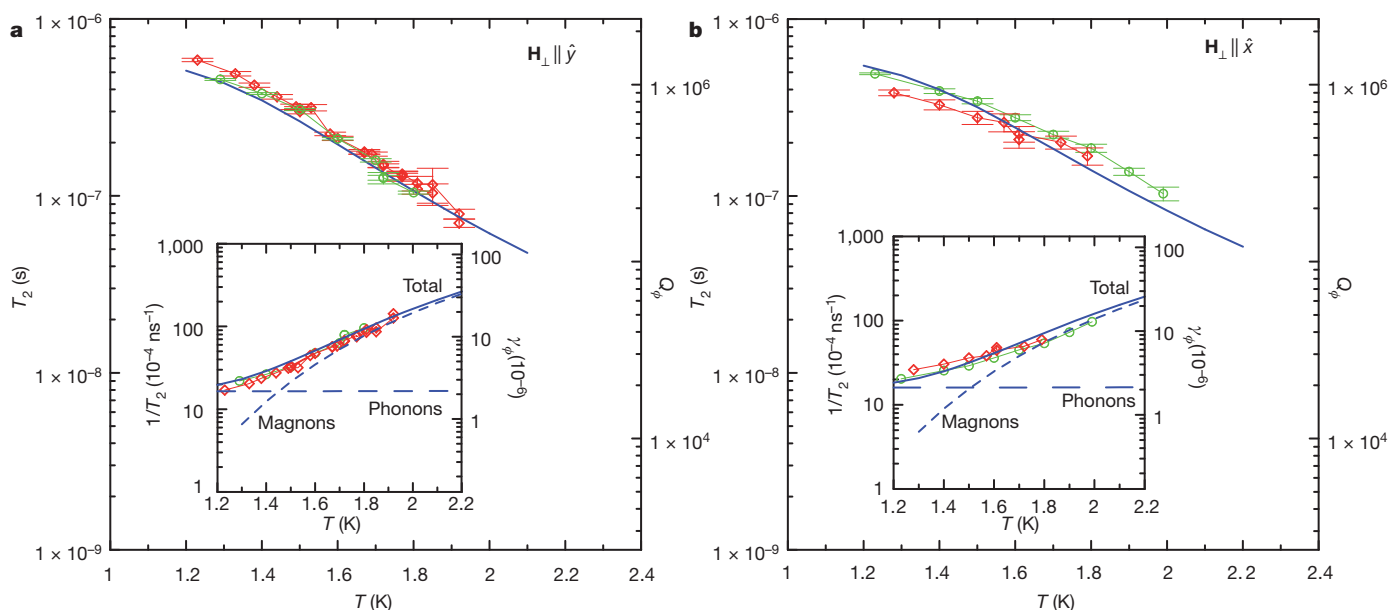 a
H⊥ ∥ ŷ
1 × 10⁻⁶
1 × 10⁻⁷
1 × 10⁻⁸
1 × 10⁻⁹
T₂ (s)
1 × 10⁶
1 × 10⁴
Qᵩ
1 1.2 1.4 1.6 1.8 2 2.2 2.4
T (K)
1,000
100
10
1
1/T₂ (10⁻⁴ ns⁻¹)
100
10
1
γᵩ (10⁻⁶)
Total
Magnons
Phonons
1.2 1.4 1.6 1.8 2 2.2
T (K)
b
H⊥ ∥ x̂
1 × 10⁻⁶
1 × 10⁻⁷
1 × 10⁻⁸
1 × 10⁻⁹
T₂ (s)
1 × 10⁶
1 × 10⁴
Qᵩ
1 1.2 1.4 1.6 1.8 2 2.2 2.4
T (K)
1,000
100
10
1
1/T₂ (10⁻⁴ ns⁻¹)
100
10
1
γᵩ (10⁻⁶)
Total
Magnons
Phonons
1.2 1.4 1.6 1.8 2 2.2
T (K)